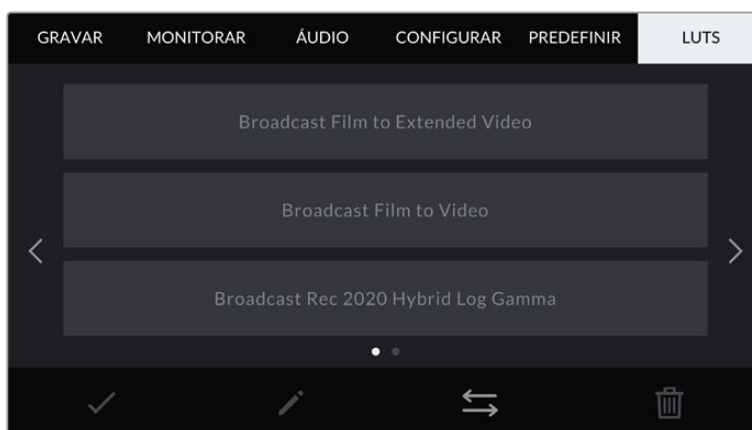 GRAVAR MONITORAR ÁUDIO CONFIGURAR PREDEFINIR LUTS
Broadcast Film to Extended Video
Broadcast Film to Video
Broadcast Rec 2020 Hybrid Log Gamma